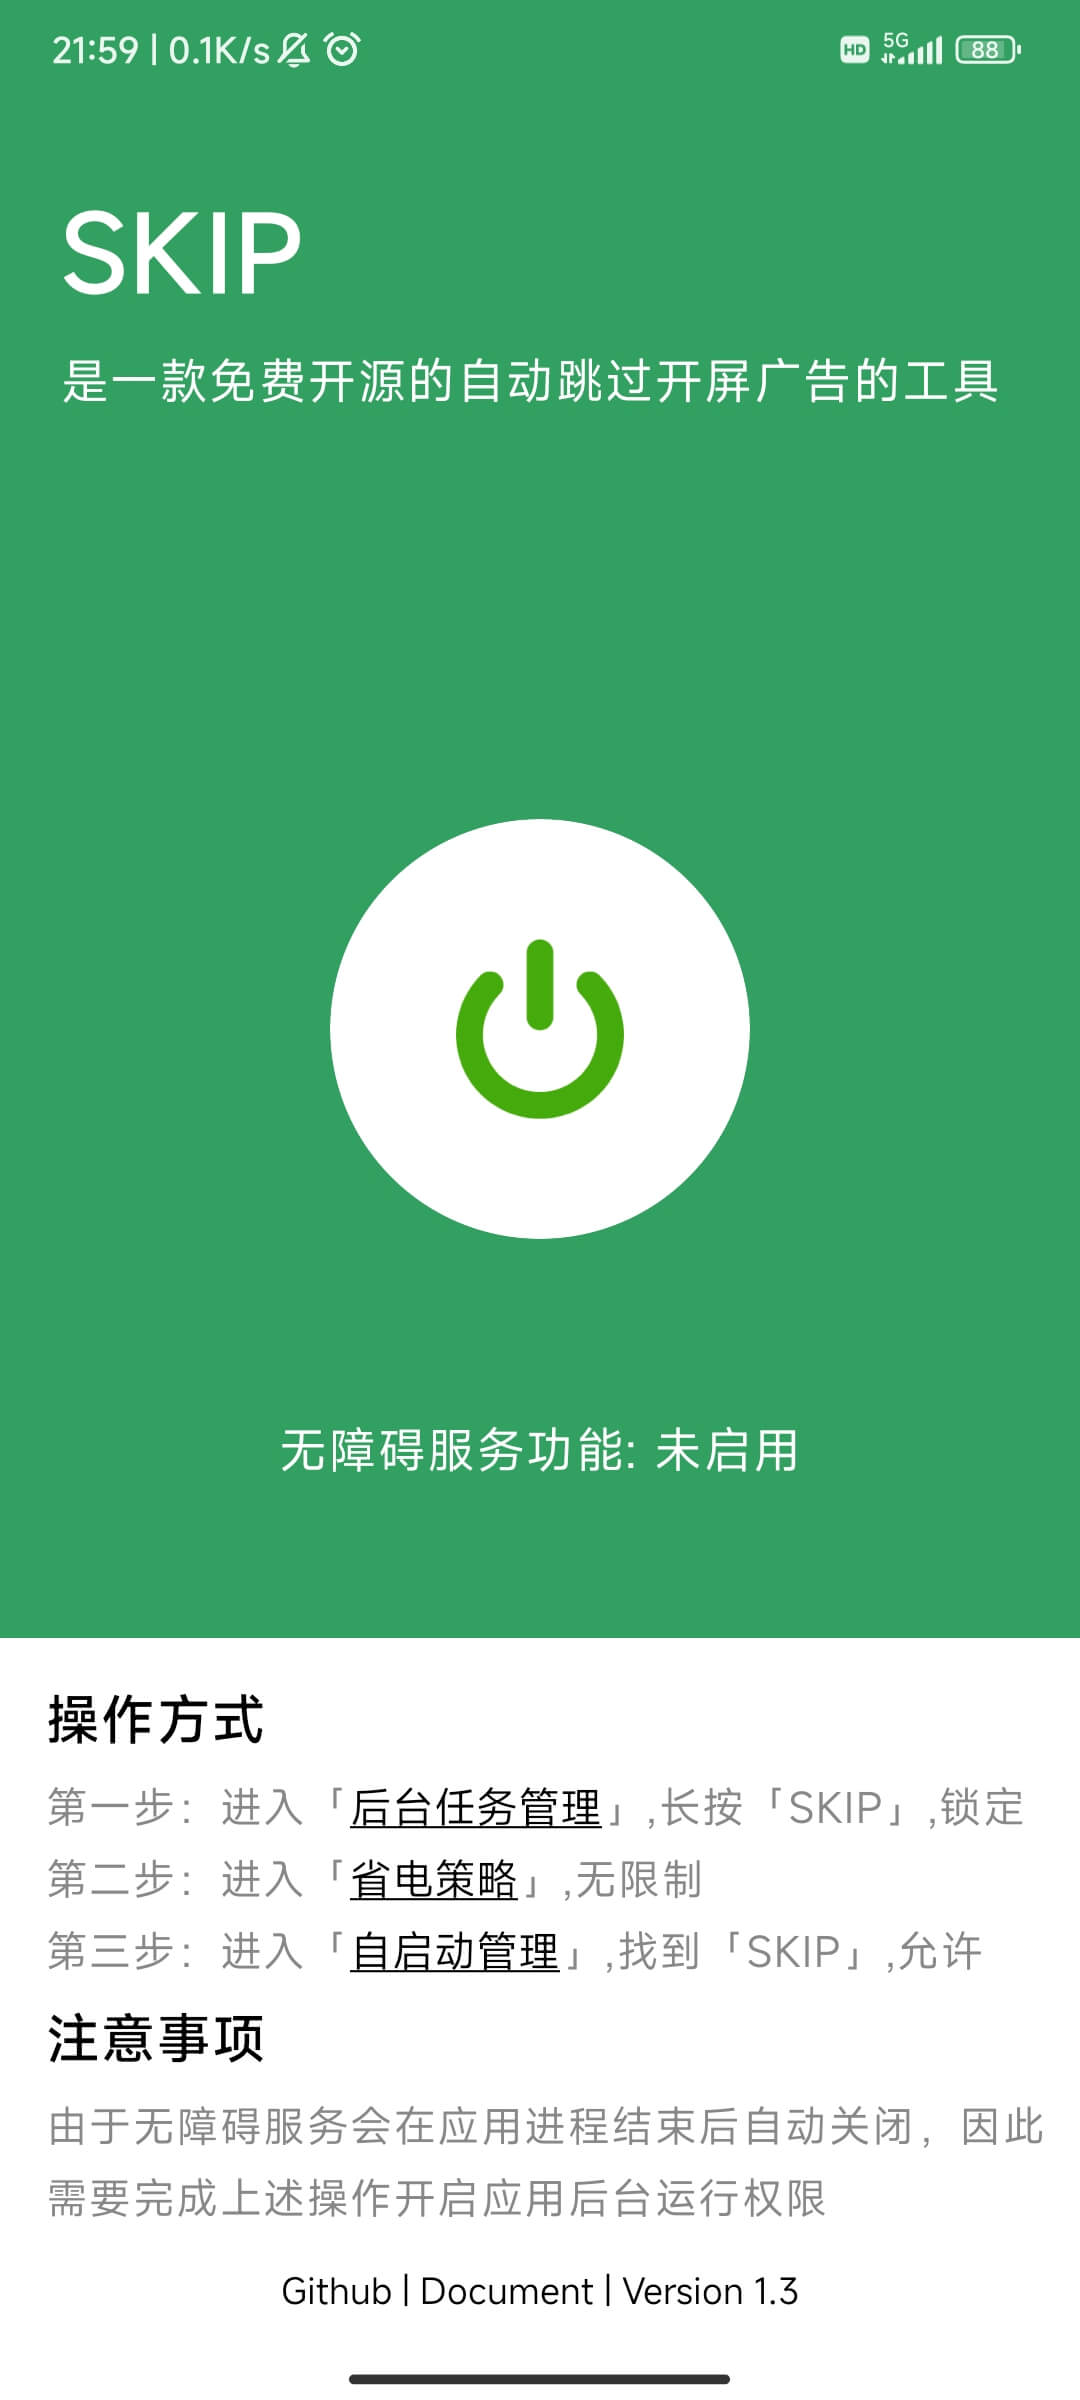 21:59 | 0.1K/s HD 5G 88
SKIP
是一款免费开源的自动跳过开屏广告的工具
无障碍服务功能: 未启用
操作方式
第一步：进入「后台任务管理」,长按「SKIP」,锁定
第二步：进入「省电策略」,无限制
第三步：进入「自启动管理」,找到「SKIP」,允许
注意事项
由于无障碍服务会在应用进程结束后自动关闭，因此
需要完成上述操作开启应用后台运行权限
Github | Document | Version 1.3